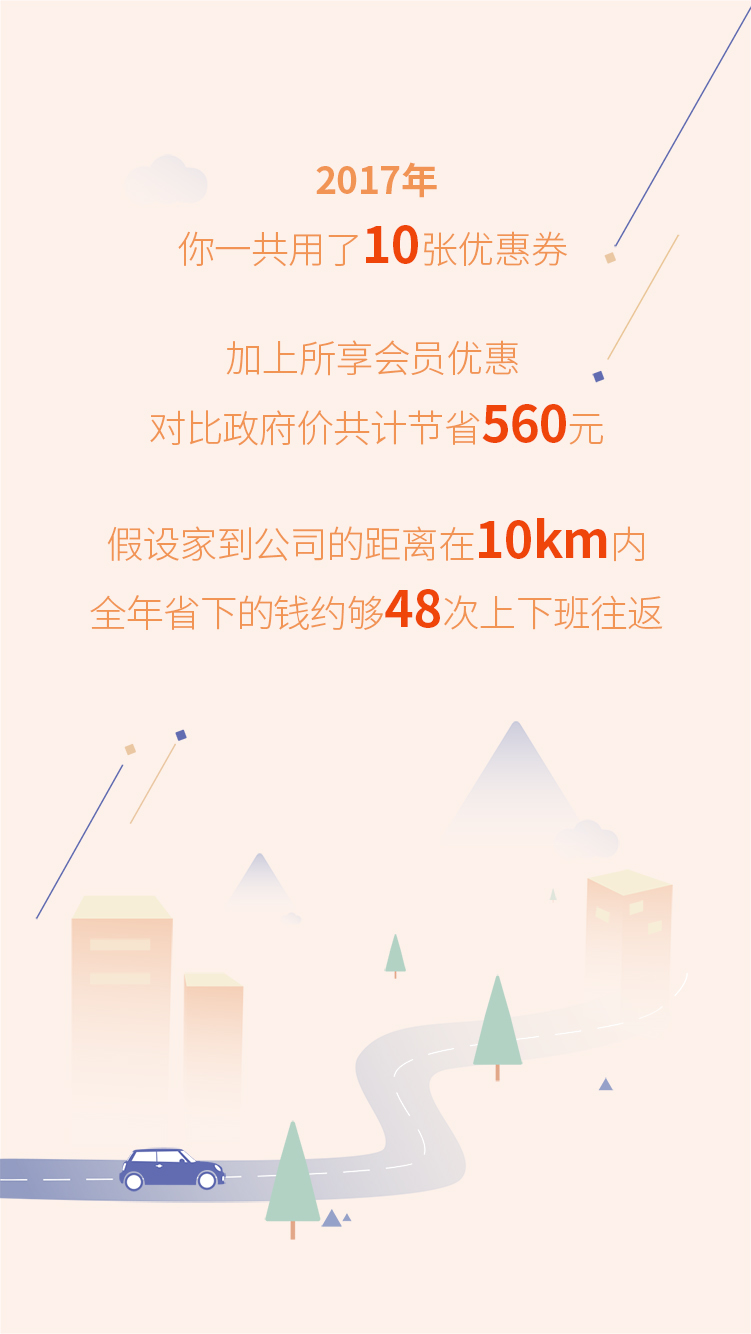 2017年
你一共用了10张优惠券
加上所享会员优惠
对比政府价共计节省560元
假设家到公司的距离在10km内
全年省下的钱约够48次上下班往返